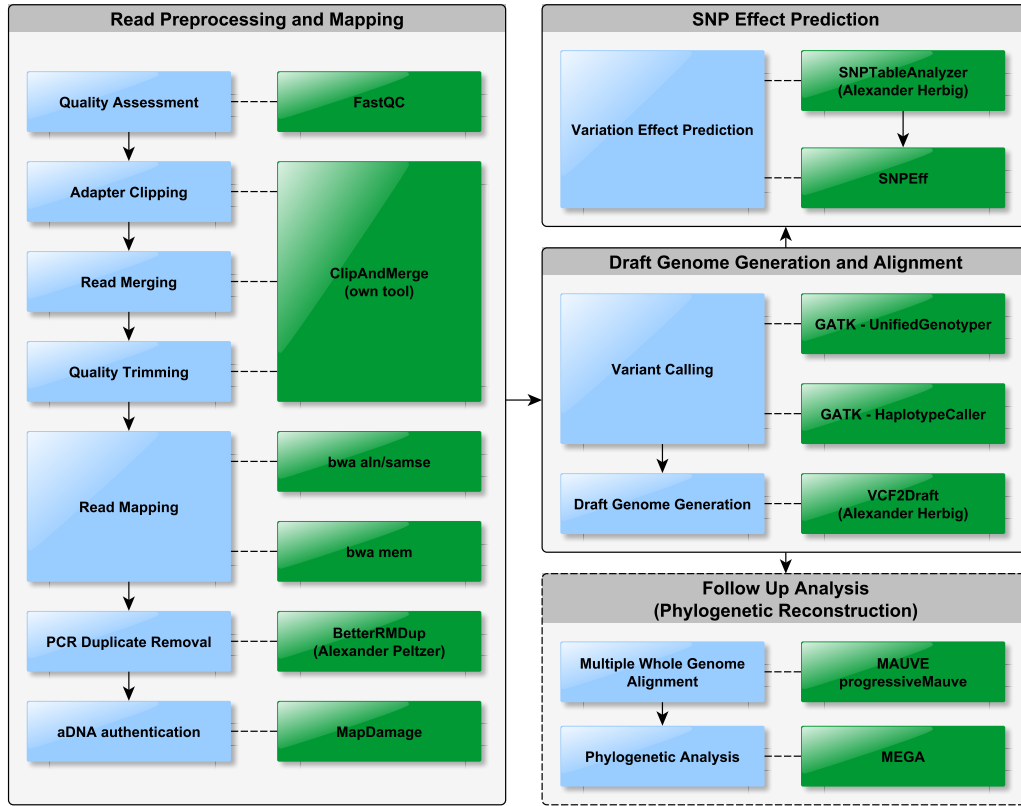 Read Preprocessing and Mapping
Quality Assessment
FastQC
Adapter Clipping
Read Merging
Quality Trimming
ClipAndMerge
(own tool)
Read Mapping
bwa aln/samse
bwa mem
PCR Duplicate Removal
BetterRMDup
(Alexander Peltzer)
aDNA authentication
MapDamage
SNP Effect Prediction
Variation Effect Prediction
SNPTableAnalyzer
(Alexander Herbig)
SNPEff
Draft Genome Generation and Alignment
Variant Calling
GATK - UnifiedGenotyper
GATK - HaplotypeCaller
Draft Genome Generation
VCF2Draft
(Alexander Herbig)
Follow Up Analysis
(Phylogenetic Reconstruction)
Multiple Whole Genome
Alignment
MAUVE
progressiveMauve
Phylogenetic Analysis
MEGA